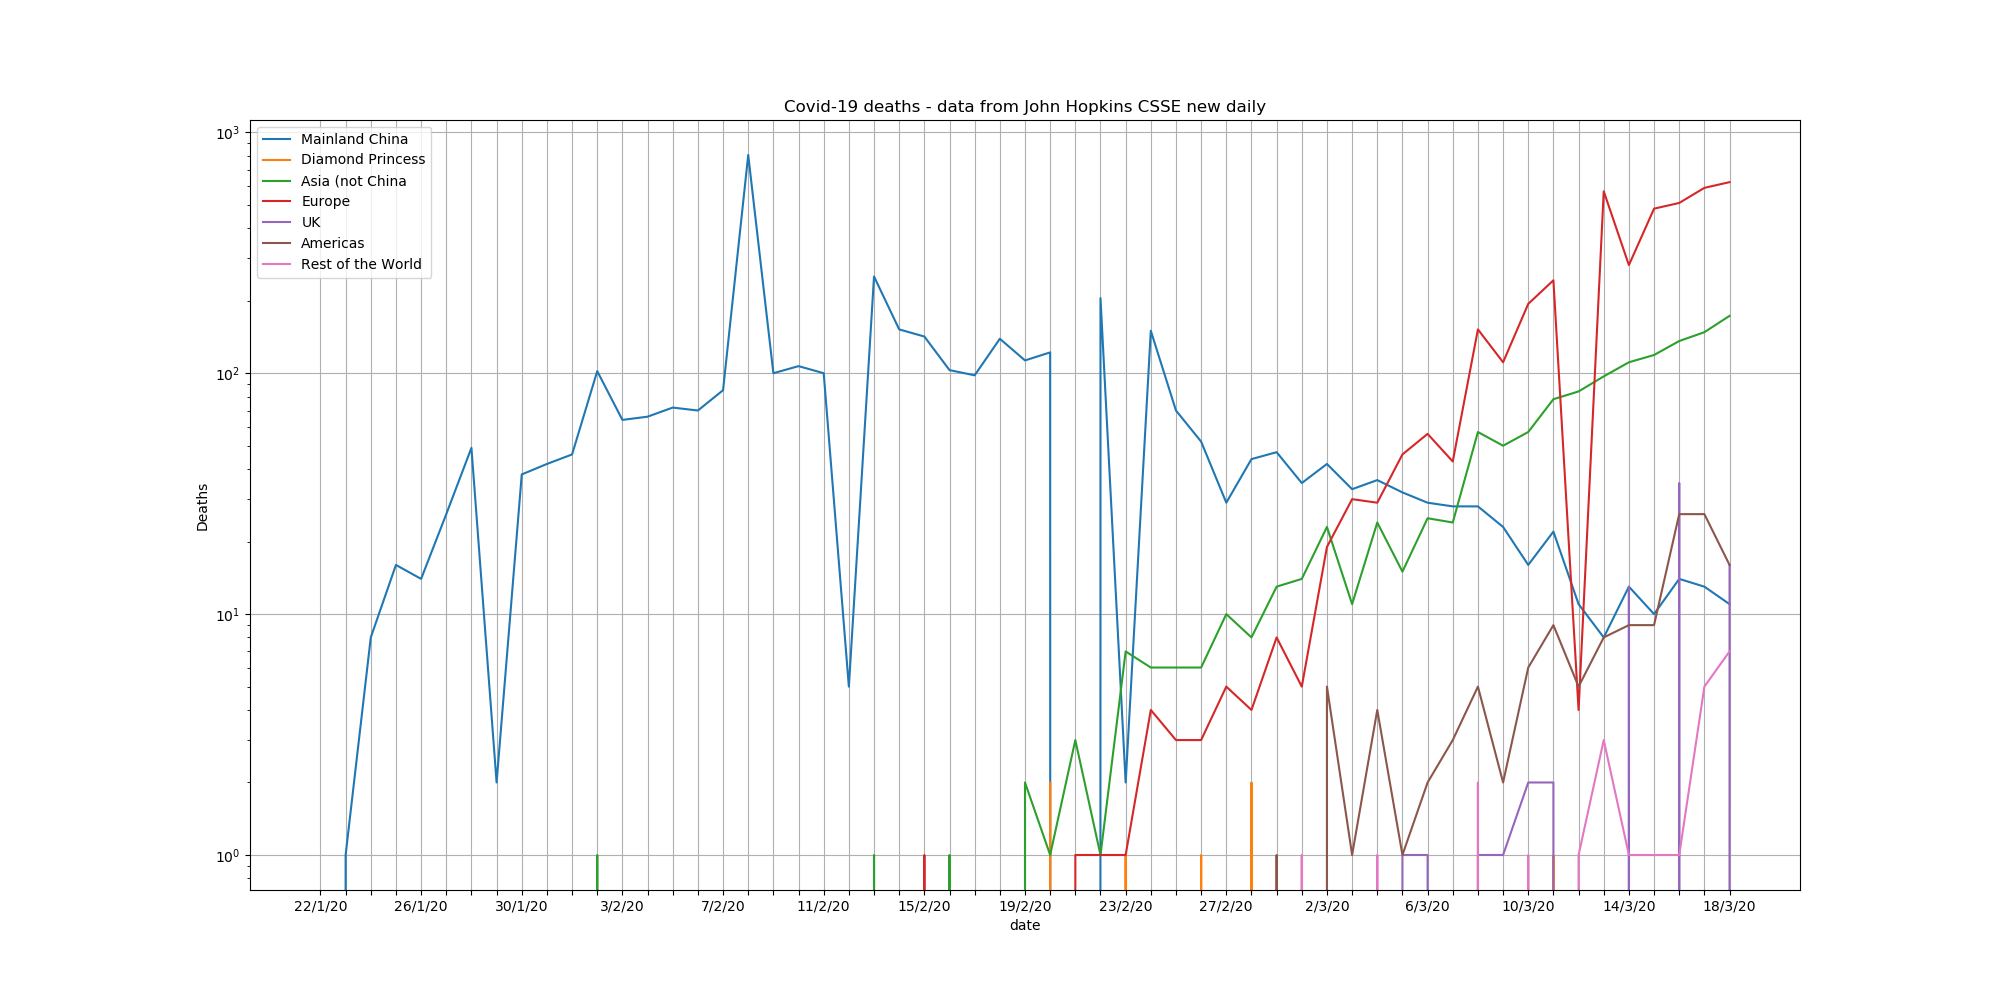 Covid-19 deaths - data from John Hopkins CSSE new daily
10³
10²
10¹
10⁰
Deaths
Mainland China
Diamond Princess
Asia (not China
Europe
UK
Americas
Rest of the World
22/1/20 26/1/20 30/1/20 3/2/20 7/2/20 11/2/20 15/2/20 19/2/20 23/2/20 27/2/20 2/3/20 6/3/20 10/3/20 14/3/20 18/3/20
date